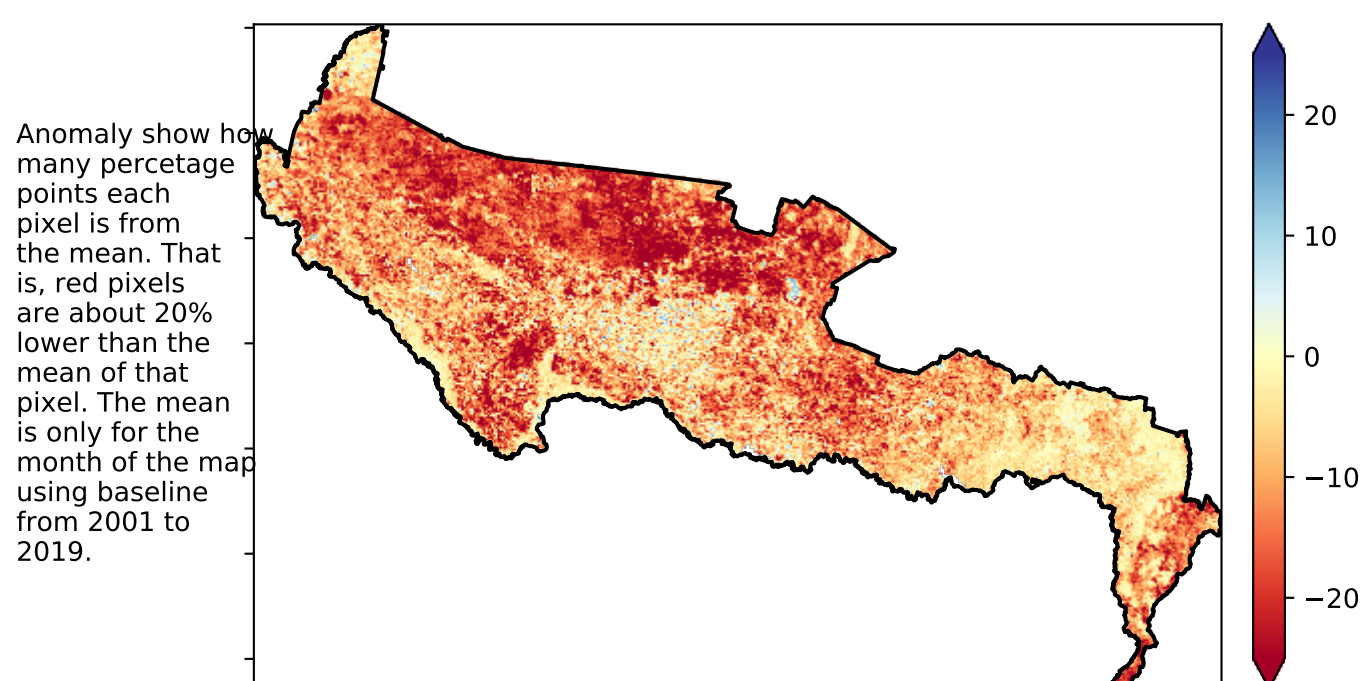 Anomaly show how
many percetage
points each
pixel is from
the mean. That
is, red pixels
are about 20%
lower than the
mean of that
pixel. The mean
is only for the
month of the map
using baseline
from 2001 to
2019.
20
10
0
−10
−20